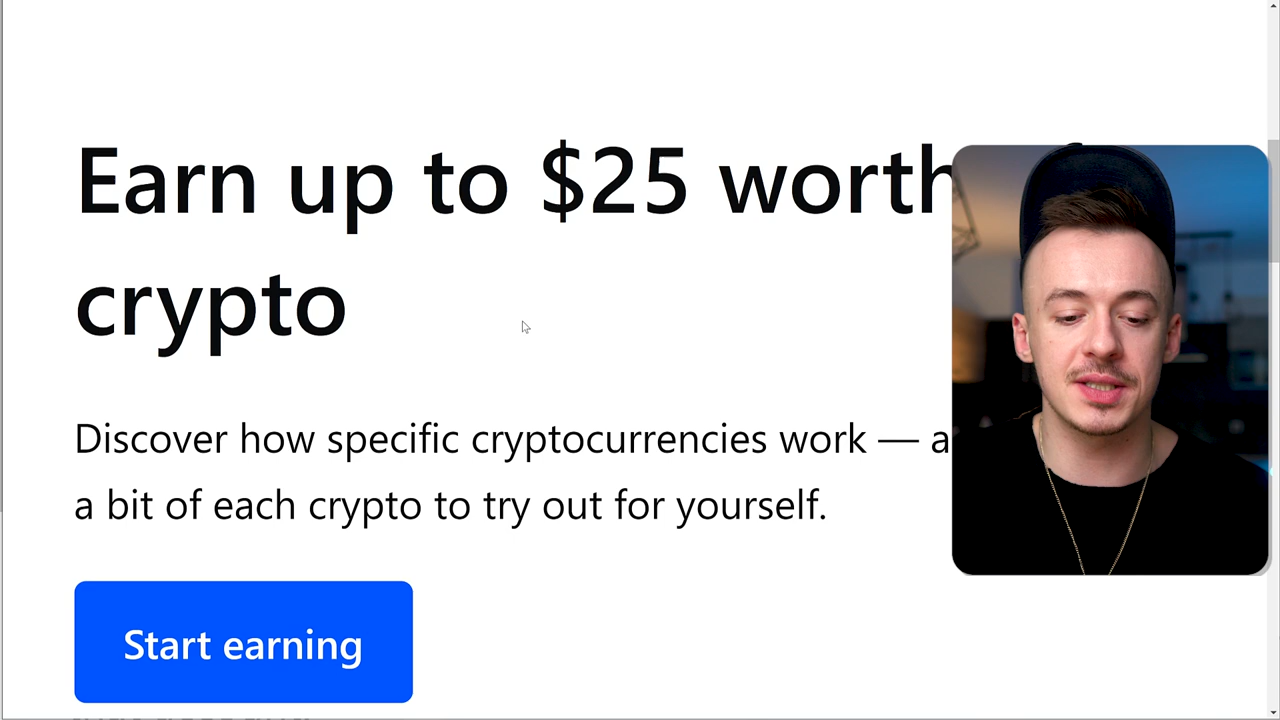 Earn up to $25 worth
crypto
Discover how specific cryptocurrencies work —
a bit of each crypto to try out for yourself.
Start earning